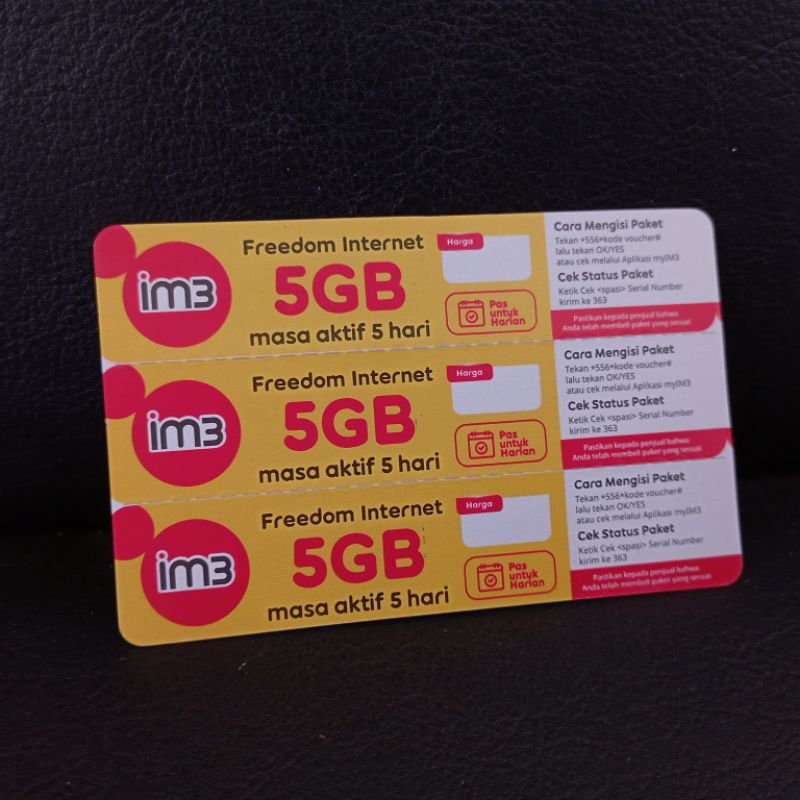 im3
Freedom Internet
5GB
masa aktif 5 hari
Harga
Pas
untuk
Harian
Cara Mengisi Paket
Tekan *556*kode voucher#
lalu tekan OK/YES
atau cek melalui Aplikasi myIM3
Cek Status Paket
Ketik Cek <spasi> Serial Number
kirim ke 363
Pastikan kepada penjual bahwa
Anda telah membeli paket yang sesuai
im3
Freedom Internet
5GB
masa aktif 5 hari
Harga
Pas
untuk
Harian
Cara Mengisi Paket
Tekan *556*kode voucher#
lalu tekan OK/YES
atau cek melalui Aplikasi myIM3
Cek Status Paket
Ketik Cek <spasi> Serial Number
kirim ke 363
Pastikan kepada penjual bahwa
Anda telah membeli paket yang sesuai
im3
Freedom Internet
5GB
masa aktif 5 hari
Harga
Pas
untuk
Harian
Cara Mengisi Paket
Tekan *556*kode voucher#
lalu tekan OK/YES
atau cek melalui Aplikasi myIM3
Cek Status Paket
Ketik Cek <spasi> Serial Number
kirim ke 363
Pastikan kepada penjual bahwa
Anda telah membeli paket yang sesuai